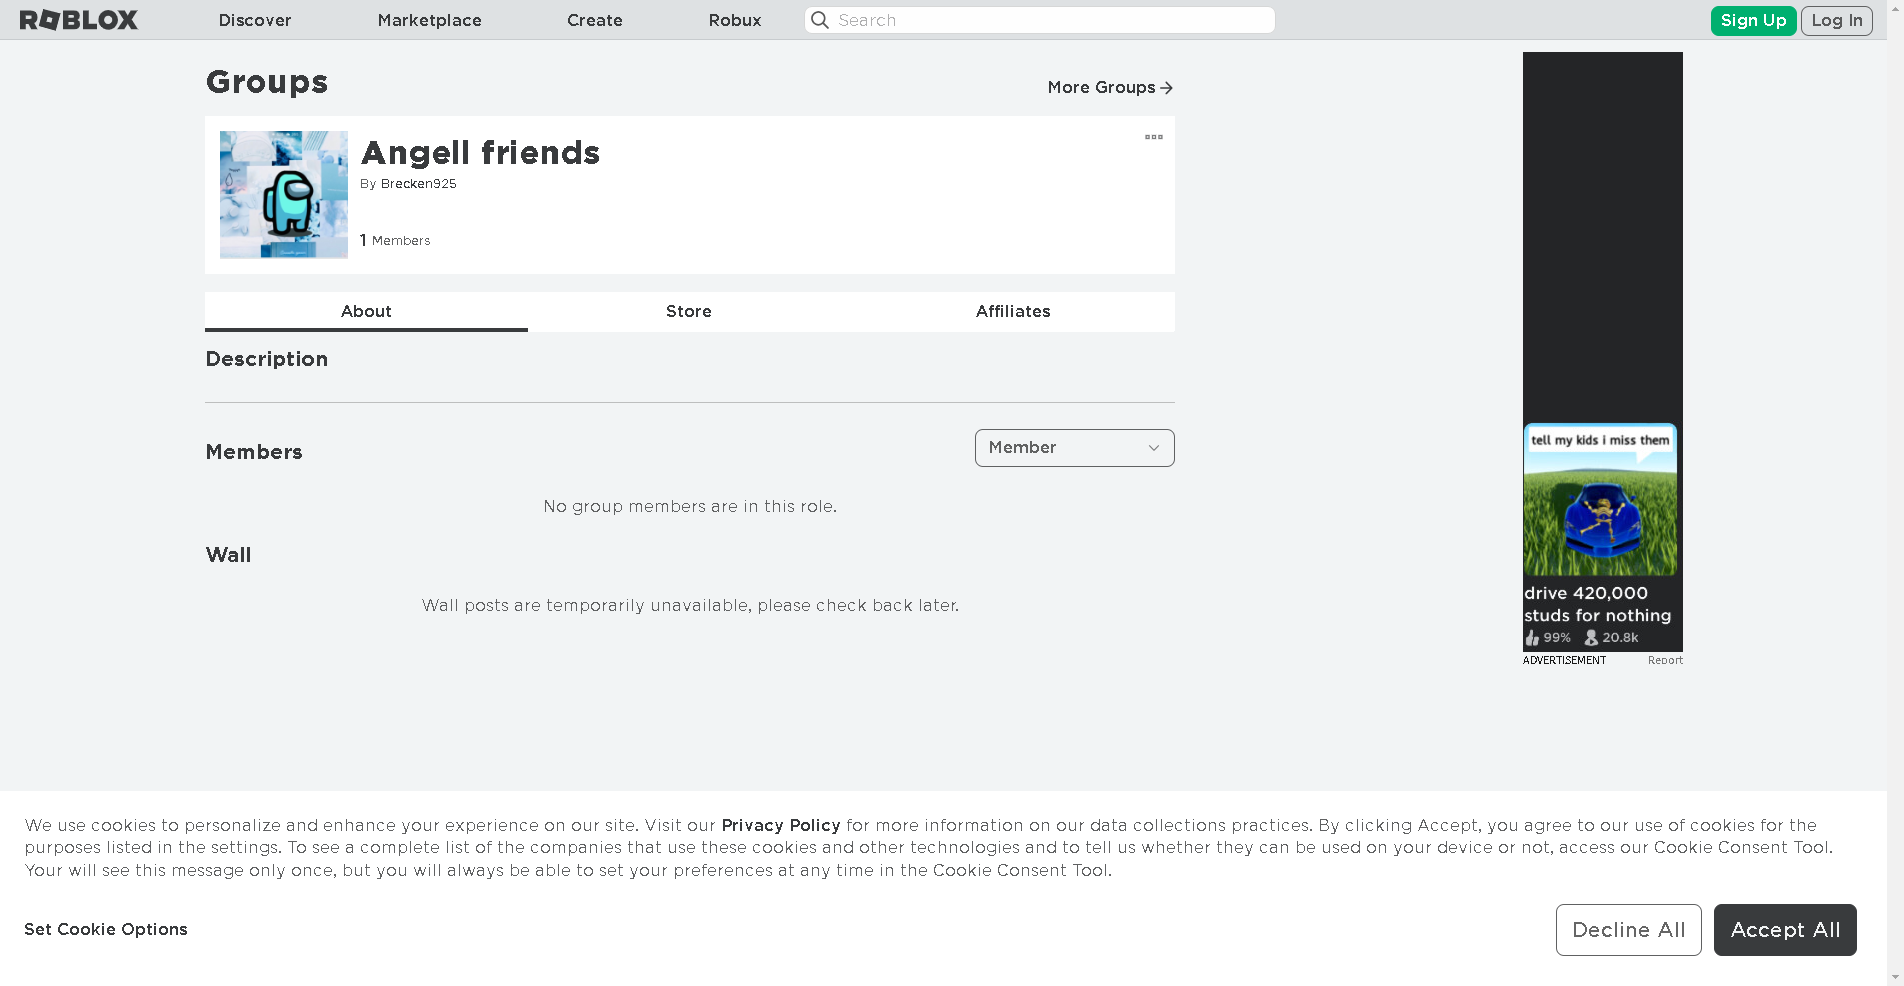 ROBLOX
Discover
Marketplace
Create
Robux
Search
Sign Up
Log In
Groups
More Groups
Angell friends
By Brecken925
1 Members
About
Store
Affiliates
Description
Members
Member
No group members are in this role.
Wall
Wall posts are temporarily unavailable, please check back later.
tell my kids i miss them
drive 420,000
studs for nothing
99% 20.8k
ADVERTISEMENT
Report
We use cookies to personalize and enhance your experience on our site. Visit our Privacy Policy for more information on our data collections practices. By clicking Accept, you agree to our use of cookies for the
purposes listed in the settings. To see a complete list of the companies that use these cookies and other technologies and to tell us whether they can be used on your device or not, access our Cookie Consent Tool.
Your will see this message only once, but you will always be able to set your preferences at any time in the Cookie Consent Tool.
Set Cookie Options
Decline All
Accept All